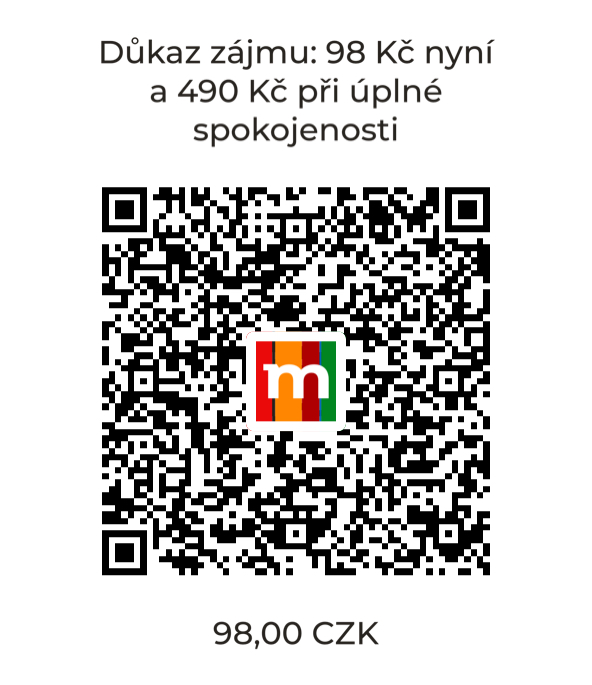 Důkaz zájmu: 98 Kč nyní
a 490 Kč při úplné
spokojenosti
m
98,00 CZK